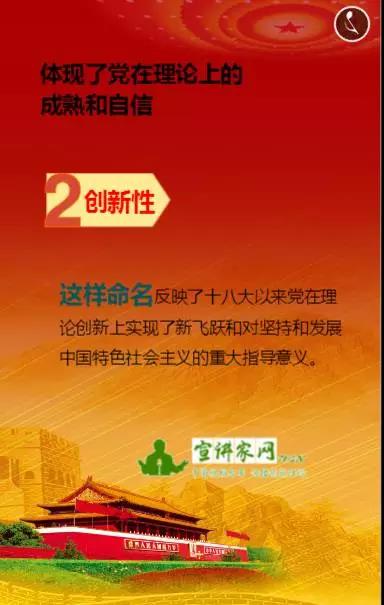 体现了党在理论上的
成熟和自信
2
创新性
这样命名反映了十八大以来党在理
论创新上实现了新飞跃和对坚持和发展
中国特色社会主义的重大指导意义。
宣讲家网